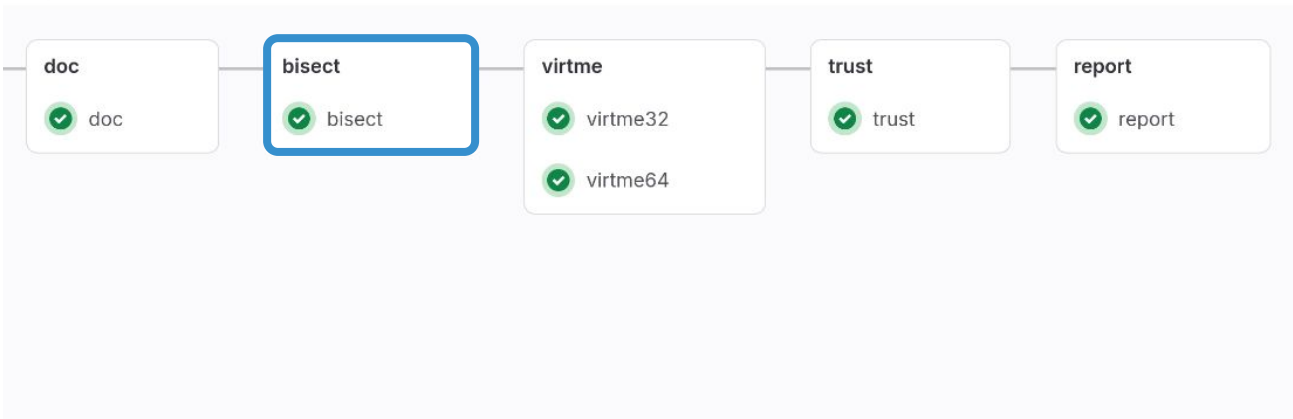 doc
doc
bisect
bisect
virtme
virtme32
virtme64
trust
trust
report
report